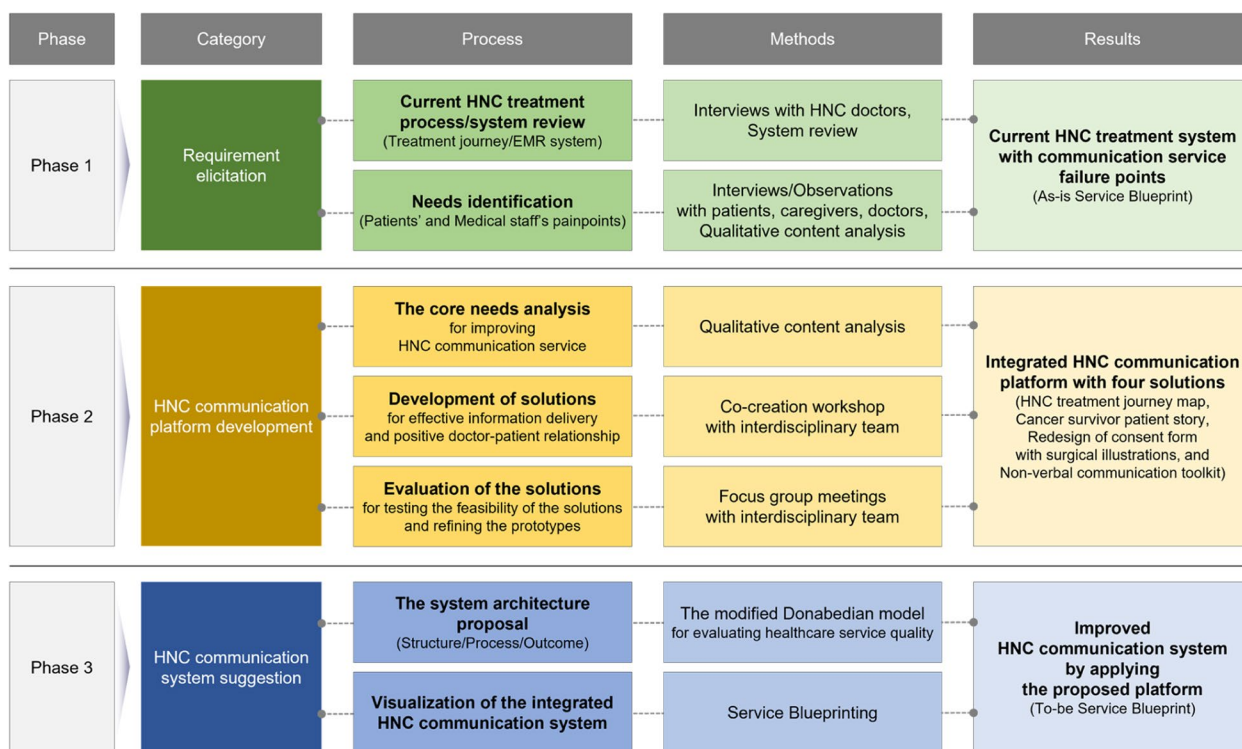 Phase
Category
Process
Methods
Results
Phase 1
Requirement
elicitation
Current HNC treatment
process/system review
(Treatment journey/EMR system)
Interviews with HNC doctors,
System review
Needs identification
(Patients' and Medical staff's painpoints)
Interviews/Observations
with patients, caregivers, doctors,
Qualitative content analysis
Current HNC treatment system
with communication service
failure points
(As-is Service Blueprint)
Phase 2
HNC communication
platform development
The core needs analysis
for improving
HNC communication service
Qualitative content analysis
Development of solutions
for effective information delivery
and positive doctor-patient relationship
Co-creation workshop
with interdisciplinary team
Evaluation of the solutions
for testing the feasibility of the solutions
and refining the prototypes
Focus group meetings
with interdisciplinary team
Integrated HNC communication
platform with four solutions
(HNC treatment journey map,
Cancer survivor patient story,
Redesign of consent form
with surgical illustrations, and
Non-verbal communication toolkit)
Phase 3
HNC communication
system suggestion
The system architecture
proposal
(Structure/Process/Outcome)
The modified Donabedian model
for evaluating healthcare service quality
Visualization of the integrated
HNC communication system
Service Blueprinting
Improved
HNC communication system
by applying
the proposed platform
(To-be Service Blueprint)